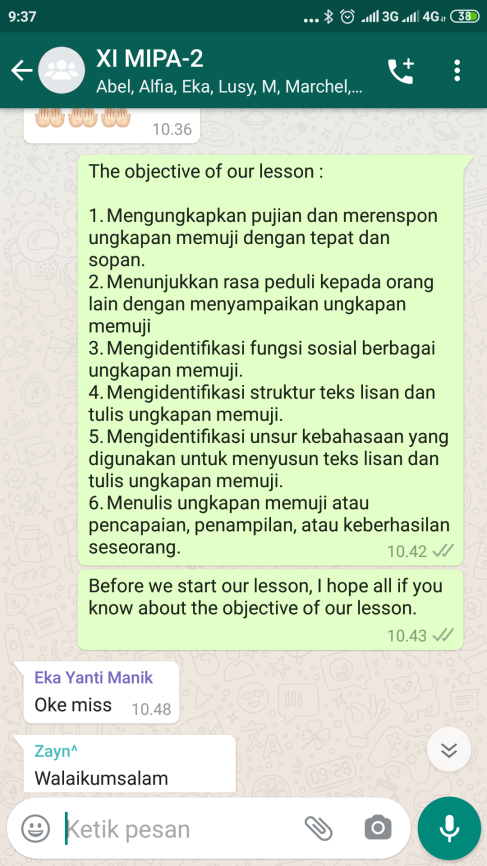 9:37
3G
4G
38
XI MIPA-2
Abel, Alfia, Eka, Lusy, M, Marchel,...
10.36
The objective of our lesson :
1. Mengungkapkan pujian dan merenspon
ungkapan memuji dengan tepat dan
sopan.
2. Menunjukkan rasa peduli kepada orang
lain dengan menyampaikan ungkapan
memuji
3. Mengidentifikasi fungsi sosial berbagai
ungkapan memuji.
4. Mengidentifikasi struktur teks lisan dan
tulis ungkapan memuji.
5. Mengidentifikasi unsur kebahasaan yang
digunakan untuk menyusun teks lisan dan
tulis ungkapan memuji.
6. Menulis ungkapan memuji atau
pencapaian, penampilan, atau keberhasilan
seseorang.
10.42
Before we start our lesson, I hope all if you
know about the objective of our lesson.
10.43
Eka Yanti Manik
Oke miss 10.48
Zayn^
Walaikumsalam
Ketik pesan